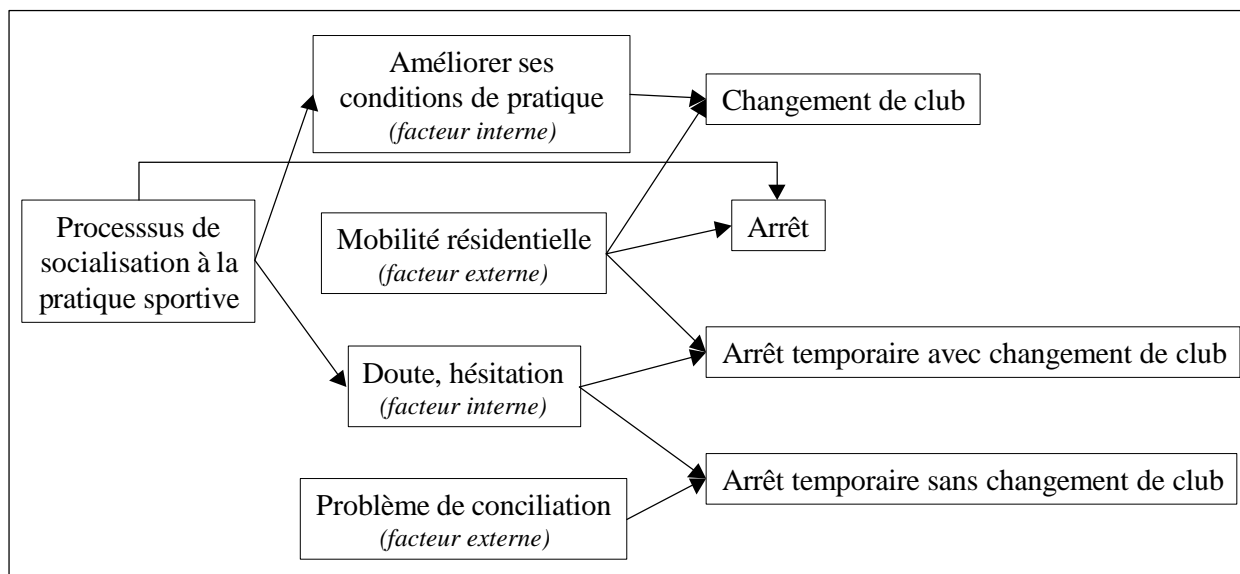 Améliorer ses
conditions de pratique
(facteur interne)
Changement de club
Processsus de
socialisation à la
pratique sportive
Mobilité résidentielle
(facteur externe)
Arrêt
Doute, hésitation
(facteur interne)
Arrêt temporaire avec changement de club
Problème de conciliation
(facteur externe)
Arrêt temporaire sans changement de club